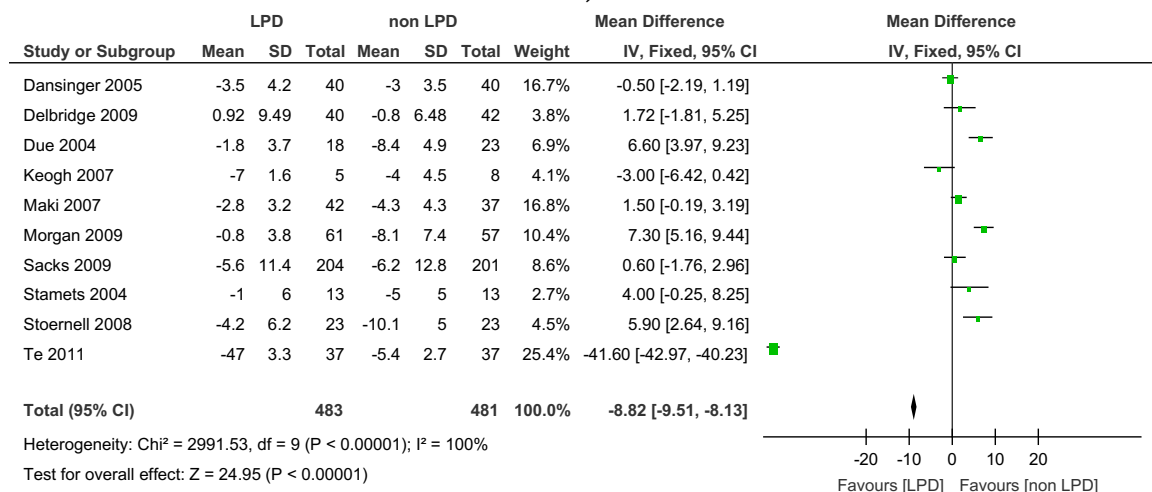 LPD non LPD Mean Difference Mean Difference
Study or Subgroup Mean SD Total Mean SD Total Weight IV, Fixed, 95% CI IV, Fixed, 95% CI
Dansinger 2005 -3.5 4.2 40 -3 3.5 40 16.7% -0.50 [-2.19, 1.19]
Delbridge 2009 0.92 9.49 40 -0.8 6.48 42 3.8% 1.72 [-1.81, 5.25]
Due 2004 -1.8 3.7 18 -8.4 4.9 23 6.9% 6.60 [3.97, 9.23]
Keogh 2007 -7 1.6 5 -4 4.5 8 4.1% -3.00 [-6.42, 0.42]
Maki 2007 -2.8 3.2 42 -4.3 4.3 37 16.8% 1.50 [-0.19, 3.19]
Morgan 2009 -0.8 3.8 61 -8.1 7.4 57 10.4% 7.30 [5.16, 9.44]
Sacks 2009 -5.6 11.4 204 -6.2 12.8 201 8.6% 0.60 [-1.76, 2.96]
Stamets 2004 -1 6 13 -5 5 13 2.7% 4.00 [-0.25, 8.25]
Stoernell 2008 -4.2 6.2 23 -10.1 5 23 4.5% 5.90 [2.64, 9.16]
Te 2011 -47 3.3 37 -5.4 2.7 37 25.4% -41.60 [-42.97, -40.23]
Total (95% CI) 483 481 100.0% -8.82 [-9.51, -8.13]
Heterogeneity: Chi² = 2991.53, df = 9 (P < 0.00001); I² = 100%
Test for overall effect: Z = 24.95 (P < 0.00001)
-20 -10 0 10 20
Favours [LPD] Favours [non LPD]